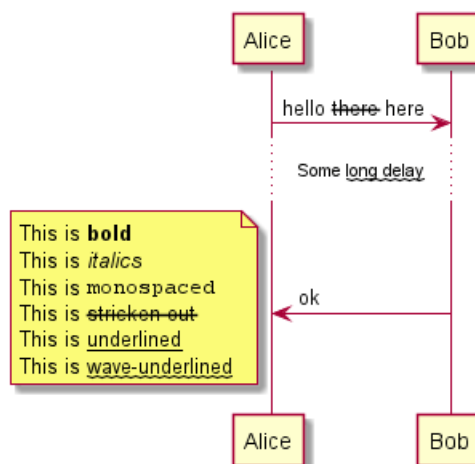 Alice Bob
hello there here
Some long delay
This is bold
This is italics
This is monospaced
This is stricken out
This is underlined
This is wave-underlined
ok
Alice Bob